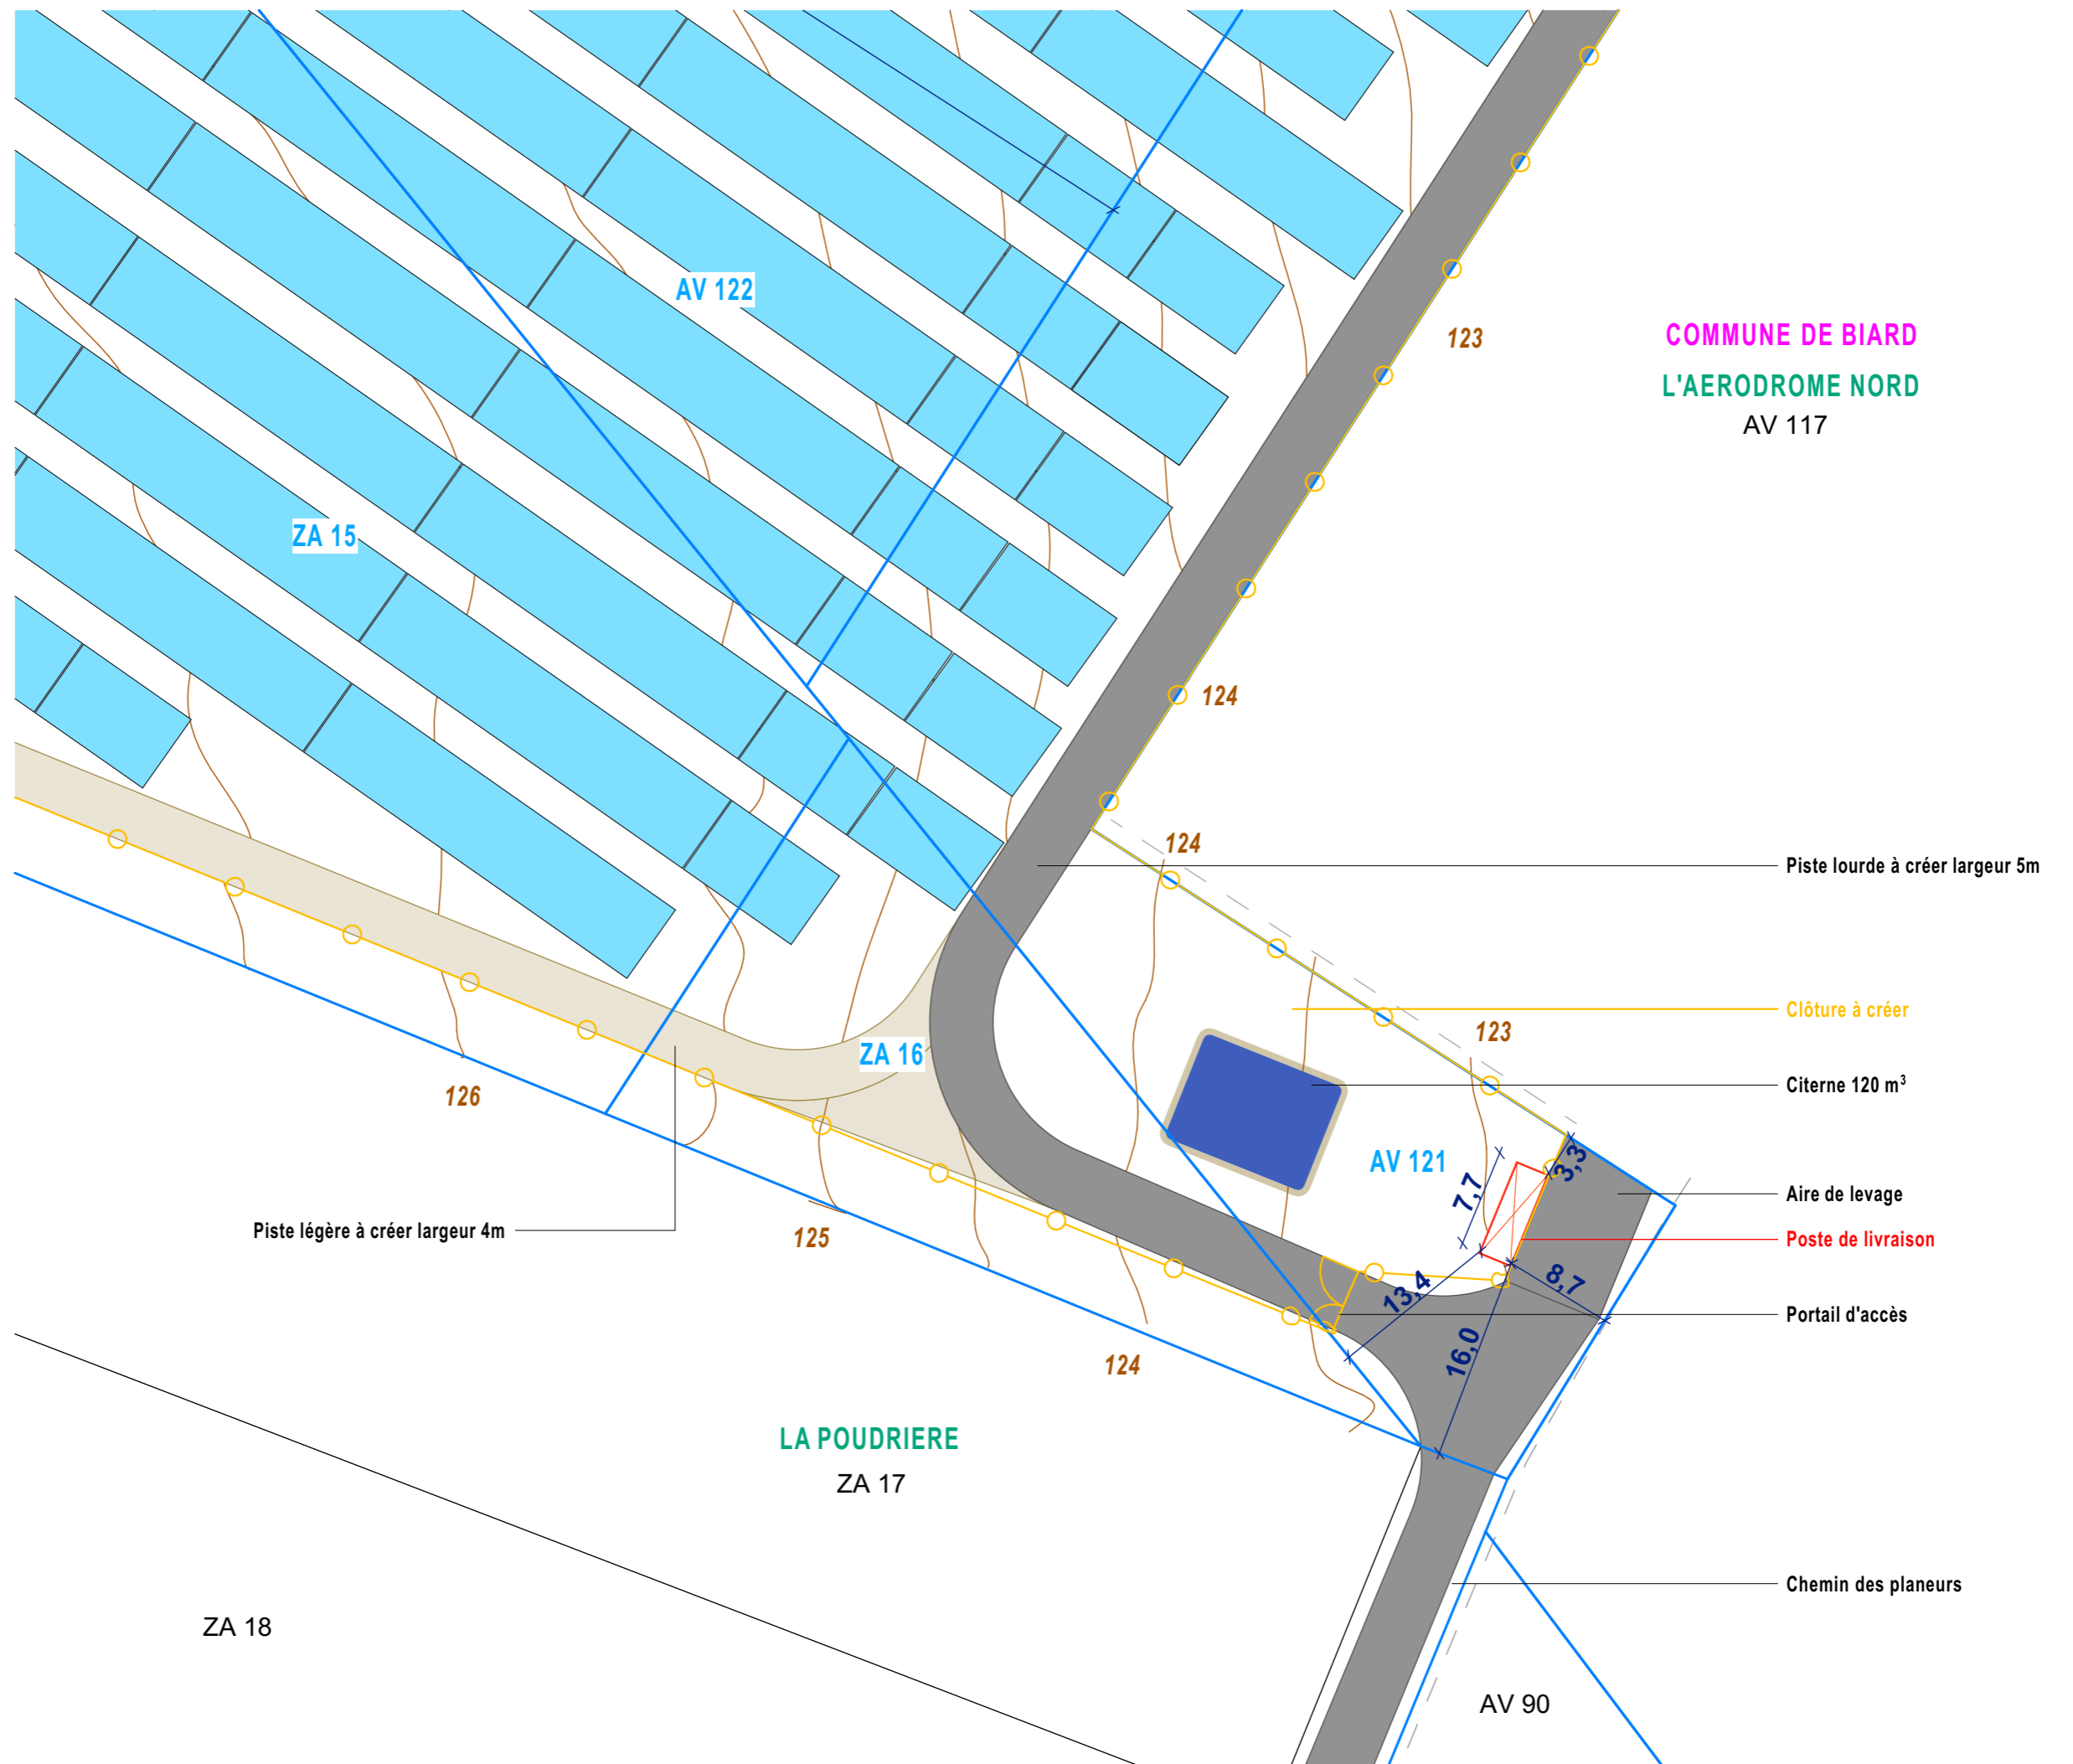 AV 122
COMMUNE DE BIARD
123
L'AERODROME NORD
AV 117
ZA 15
124
124
Piste lourde à créer largeur 5m
Clôture à créer
123
ZA 16
Citerne 120 m³
126
AV 121
3,3
7,7
Aire de levage
Piste légère à créer largeur 4m
125
Poste de livraison
8,7
13,4
Portail d'accès
16,0
124
LA POUDRIERE
ZA 17
Chemin des planeurs
ZA 18
AV 90